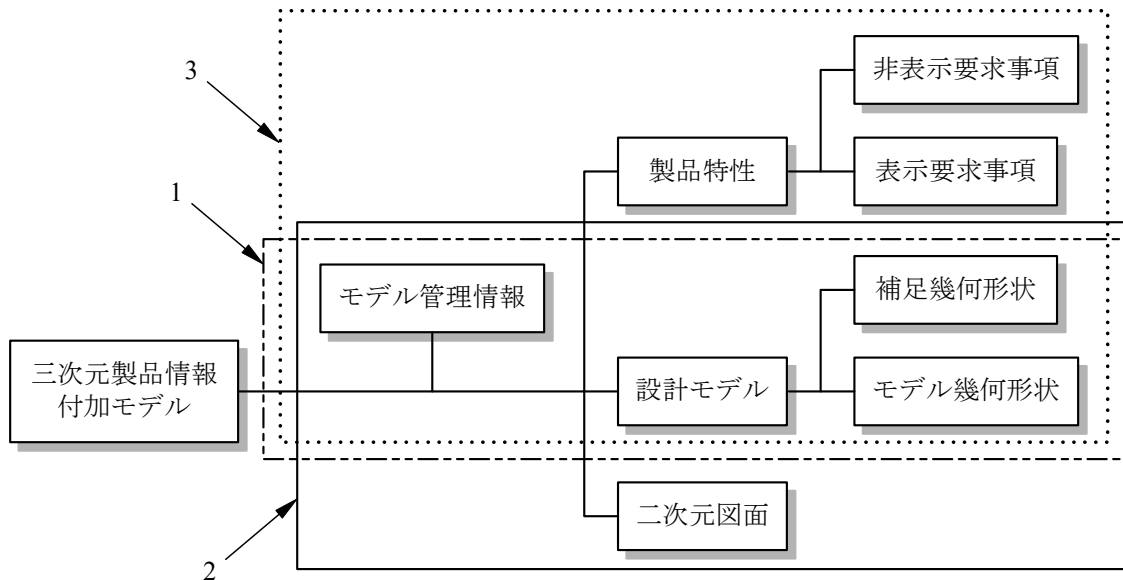 3
非表示要求事項
製品特性
表示要求事項
1
モデル管理情報
補足幾何形状
三次元製品情報
付加モデル
設計モデル
モデル幾何形状
二次元図面
2